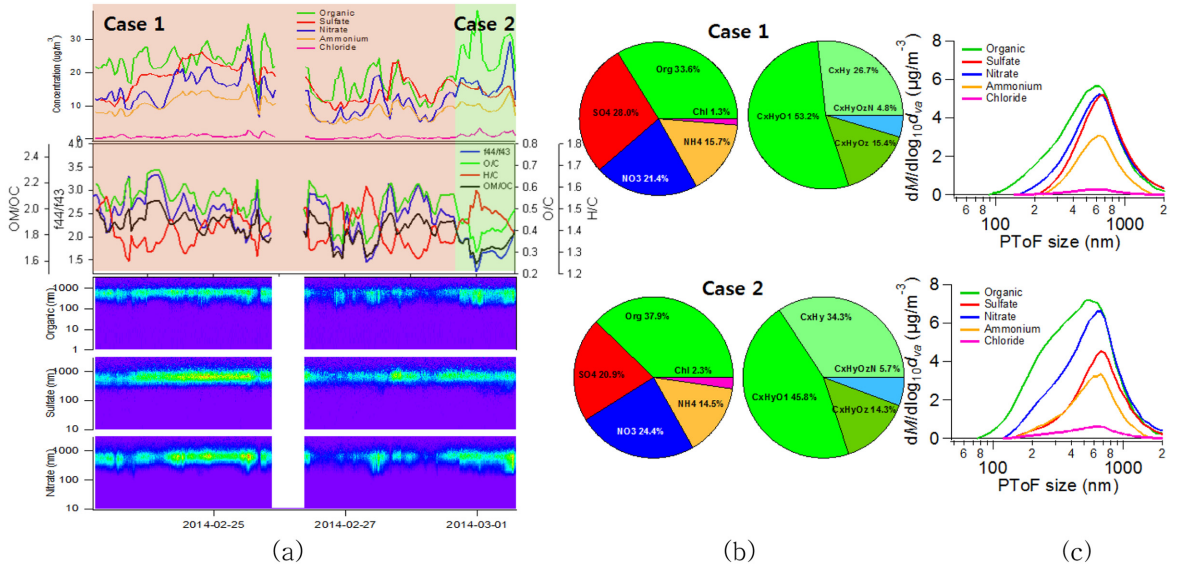 Case 1
Case 2
Organic
Sulfate
Nitrate
Ammonium
Chloride
Concentration (ug/m³)
30
20
10
0
OM/OC
2.4
2.2
2.0
1.8
1.6
f44/f43
4.0
3.5
3.0
2.5
2.0
1.5
f44/f43
O/C
H/C
OM/OC
0.8
0.7
0.6
0.5
0.4
0.3
0.2
O/C
1.8
1.7
1.6
1.5
1.4
1.3
1.2
H/C
Organic(nm)
1000
100
10
1
Sulfate (nm)
1000
100
10
Nitrate (nm)
1000
100
10
2014-02-25
2014-02-27
2014-03-01
(a)
Case 1
Org 33.6%
Chl 1.3%
SO4 28.0%
NH4 15.7%
NO3 21.4%
CxHy 26.7%
CxHyOzN 4.8%
CxHyO1 53.2%
CxHyOz 15.4%
Case 2
Org 37.9%
Chl 2.3%
SO4 20.9%
NH4 14.5%
NO3 24.4%
CxHy 34.3%
CxHyOzN 5.7%
CxHyO1 45.8%
CxHyOz 14.3%
(b)
dM/dlog₁₀dva (μg/m⁻³)
8
6
4
2
0
Organic
Sulfate
Nitrate
Ammonium
Chloride
6 8 100 4 6 8 1000 2
PToF size (nm)
dM/dlog₁₀dva (μg/m⁻³)
8
6
4
2
0
Organic
Sulfate
Nitrate
Ammonium
Chloride
6 8 100 4 6 8 1000 2
PToF size (nm)
(c)